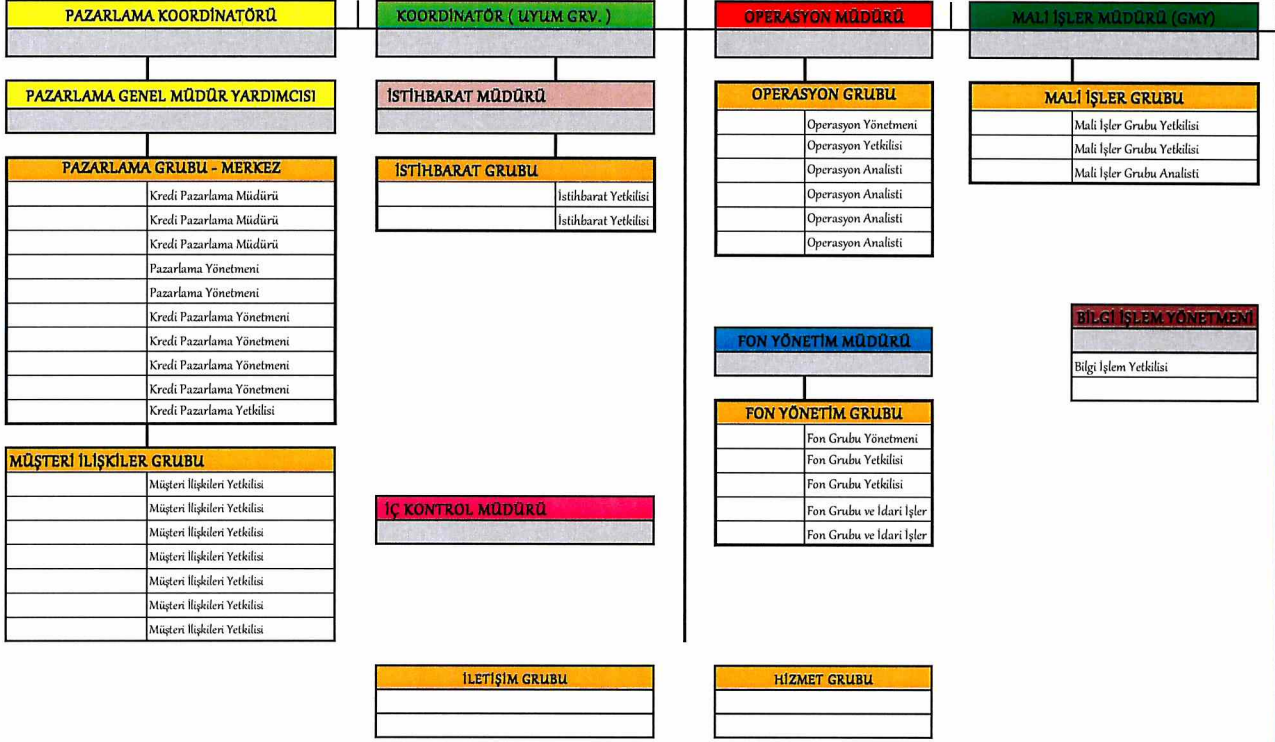 PAZARLAMA KOORDİNATÖRÜ
PAZARLAMA GENEL MÜDÜR YARDIMCISI
PAZARLAMA GRUBU - MERKEZ
Kredi Pazarlama Müdürü
Kredi Pazarlama Müdürü
Kredi Pazarlama Müdürü
Pazarlama Yönetmeni
Pazarlama Yönetmeni
Kredi Pazarlama Yönetmeni
Kredi Pazarlama Yönetmeni
Kredi Pazarlama Yönetmeni
Kredi Pazarlama Yönetmeni
Kredi Pazarlama Yetkilisi
MÜŞTERİ İLİŞKİLER GRUBU
Müşteri İlişkileri Yetkilisi
Müşteri İlişkileri Yetkilisi
Müşteri İlişkileri Yetkilisi
Müşteri İlişkileri Yetkilisi
Müşteri İlişkileri Yetkilisi
Müşteri İlişkileri Yetkilisi
Müşteri İlişkileri Yetkilisi
KOORDİNATÖR ( UYUM GRV. )
İSTİHBARAT MÜDÜRÜ
İSTİHBARAT GRUBU
İstihbarat Yetkilisi
İstihbarat Yetkilisi
İÇ KONTROL MÜDÜRÜ
İLETİŞİM GRUBU
OPERASYON MÜDÜRÜ
OPERASYON GRUBU
Operasyon Yönetmeni
Operasyon Yetkilisi
Operasyon Analisti
Operasyon Analisti
Operasyon Analisti
Operasyon Analisti
FON YÖNETİM MÜDÜRÜ
FON YÖNETİM GRUBU
Fon Grubu Yönetmeni
Fon Grubu Yetkilisi
Fon Grubu Yetkilisi
Fon Grubu ve İdari İşler
Fon Grubu ve İdari İşler
HİZMET GRUBU
MALİ İŞLER MÜDÜRÜ (GMY)
MALİ İŞLER GRUBU
Mali İşler Grubu Yetkilisi
Mali İşler Grubu Yetkilisi
Mali İşler Grubu Analisti
BİLGİ İŞLEM YÖNETMENİ
Bilgi İşlem Yetkilisi